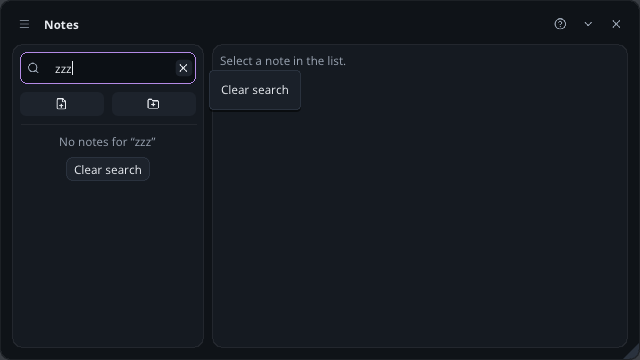 Notes
zzz
Select a note in the list.
Clear search
No notes for “zzz”
Clear search